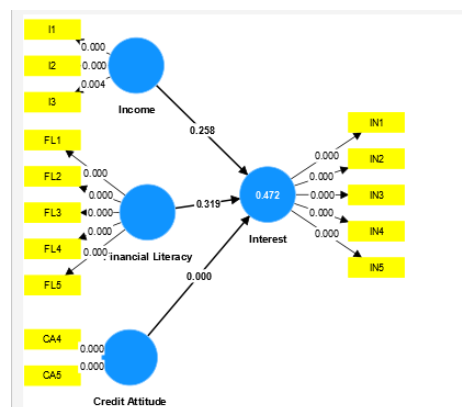 I1
0.000
I2
0.000
I3
0.004
Income
0.258
FL1
0.000
FL2
0.000
FL3
0.000
FL4
0.000
FL5
0.000
Financial Literacy
0.319
CA4
0.000
CA5
0.000
Credit Attitude
0.000
0.472
Interest
IN1
0.000
IN2
0.000
IN3
0.000
IN4
0.000
IN5
0.000